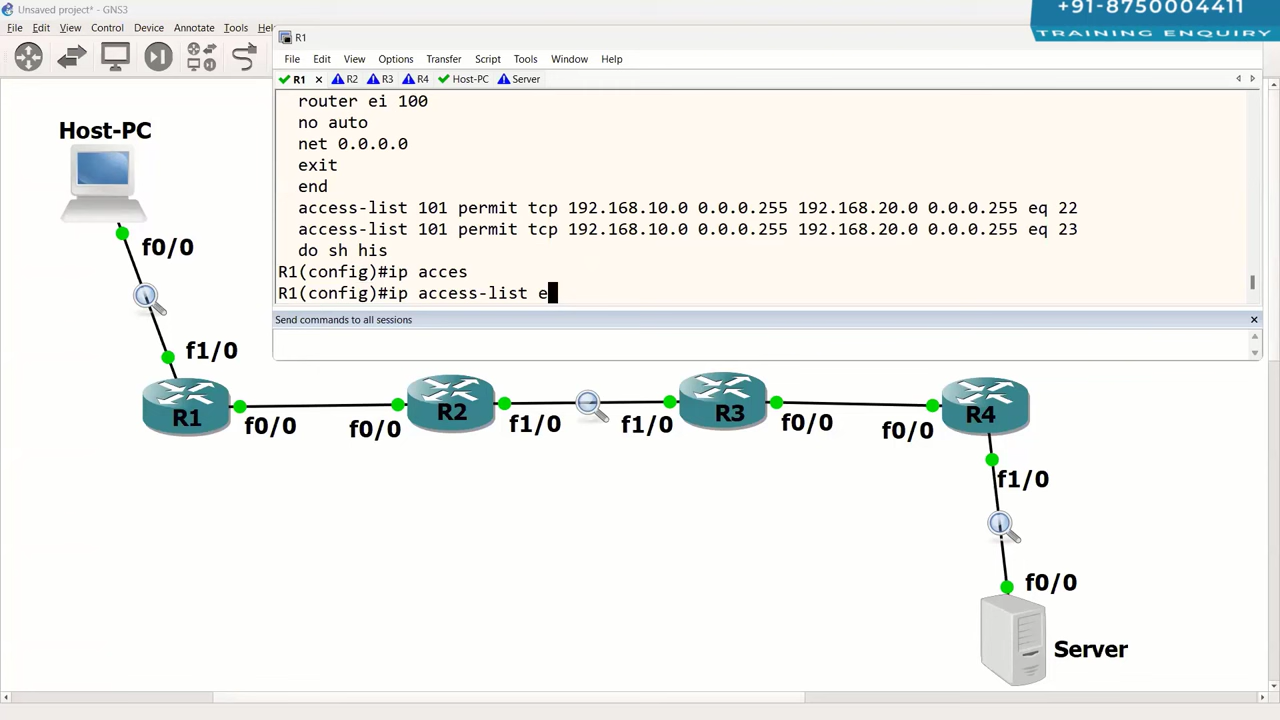 Unsaved project* - GNS3
+91-8750004411
TRAINING ENQUIRY
File Edit View Control Device Annotate Tools Hel
R1
File Edit View Options Transfer Script Tools Window Help
R1 × R2 R3 R4 Host-PC Server
router ei 100
no auto
net 0.0.0.0
exit
end
access-list 101 permit tcp 192.168.10.0 0.0.0.255 192.168.20.0 0.0.0.255 eq 22
access-list 101 permit tcp 192.168.10.0 0.0.0.255 192.168.20.0 0.0.0.255 eq 23
do sh his
R1(config)#ip acces
R1(config)#ip access-list e
Send commands to all sessions
Host-PC
f0/0
f1/0
R1
f0/0
f0/0
R2
f1/0
f1/0
R3
f0/0
f0/0
R4
f1/0
f0/0
Server